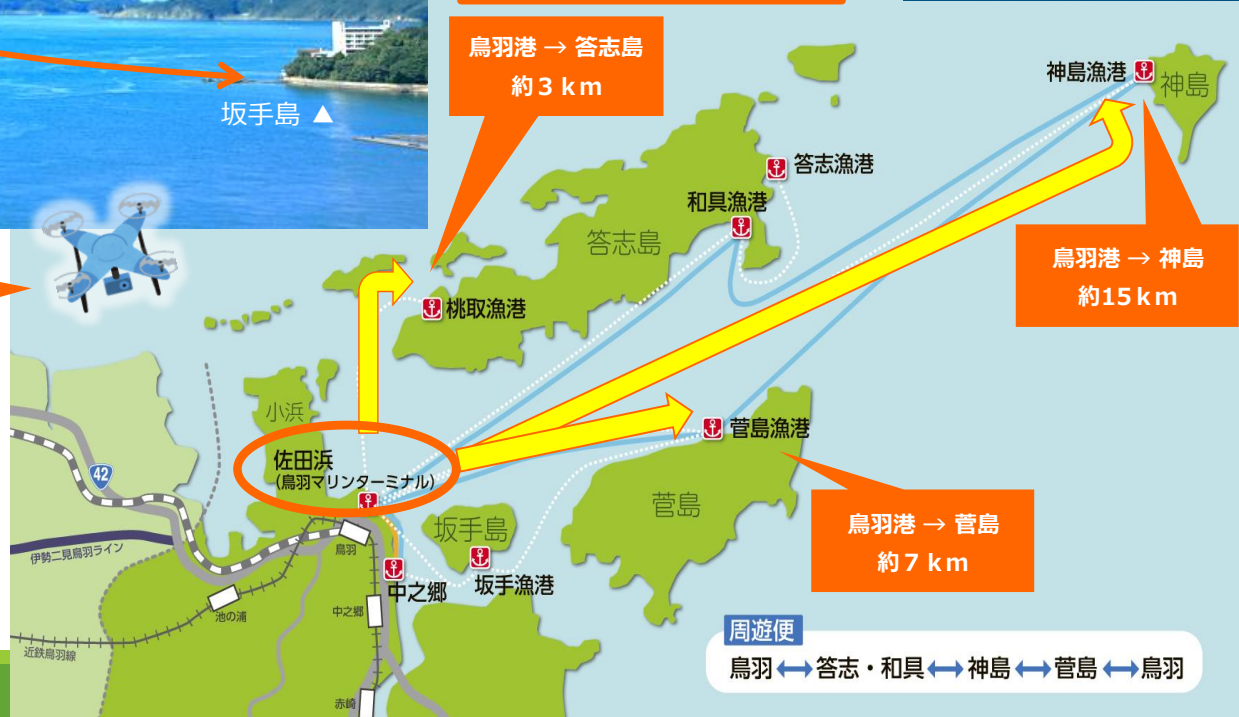 坂手島 ▲
鳥羽港 → 答志島
約3km
神島漁港
神島
答志漁港
和具漁港
答志島
鳥羽港 → 神島
約15km
桃取漁港
小浜
佐田浜
(鳥羽マリンターミナル)
菅島漁港
菅島
鳥羽港 → 菅島
約7km
42
伊勢二見鳥羽ライン
鳥羽
坂手島
坂手漁港
中之郷
池の浦
中之郷
近鉄鳥羽線
赤崎
周遊便
鳥羽⟷答志・和具⟷神島⟷菅島⟷鳥羽